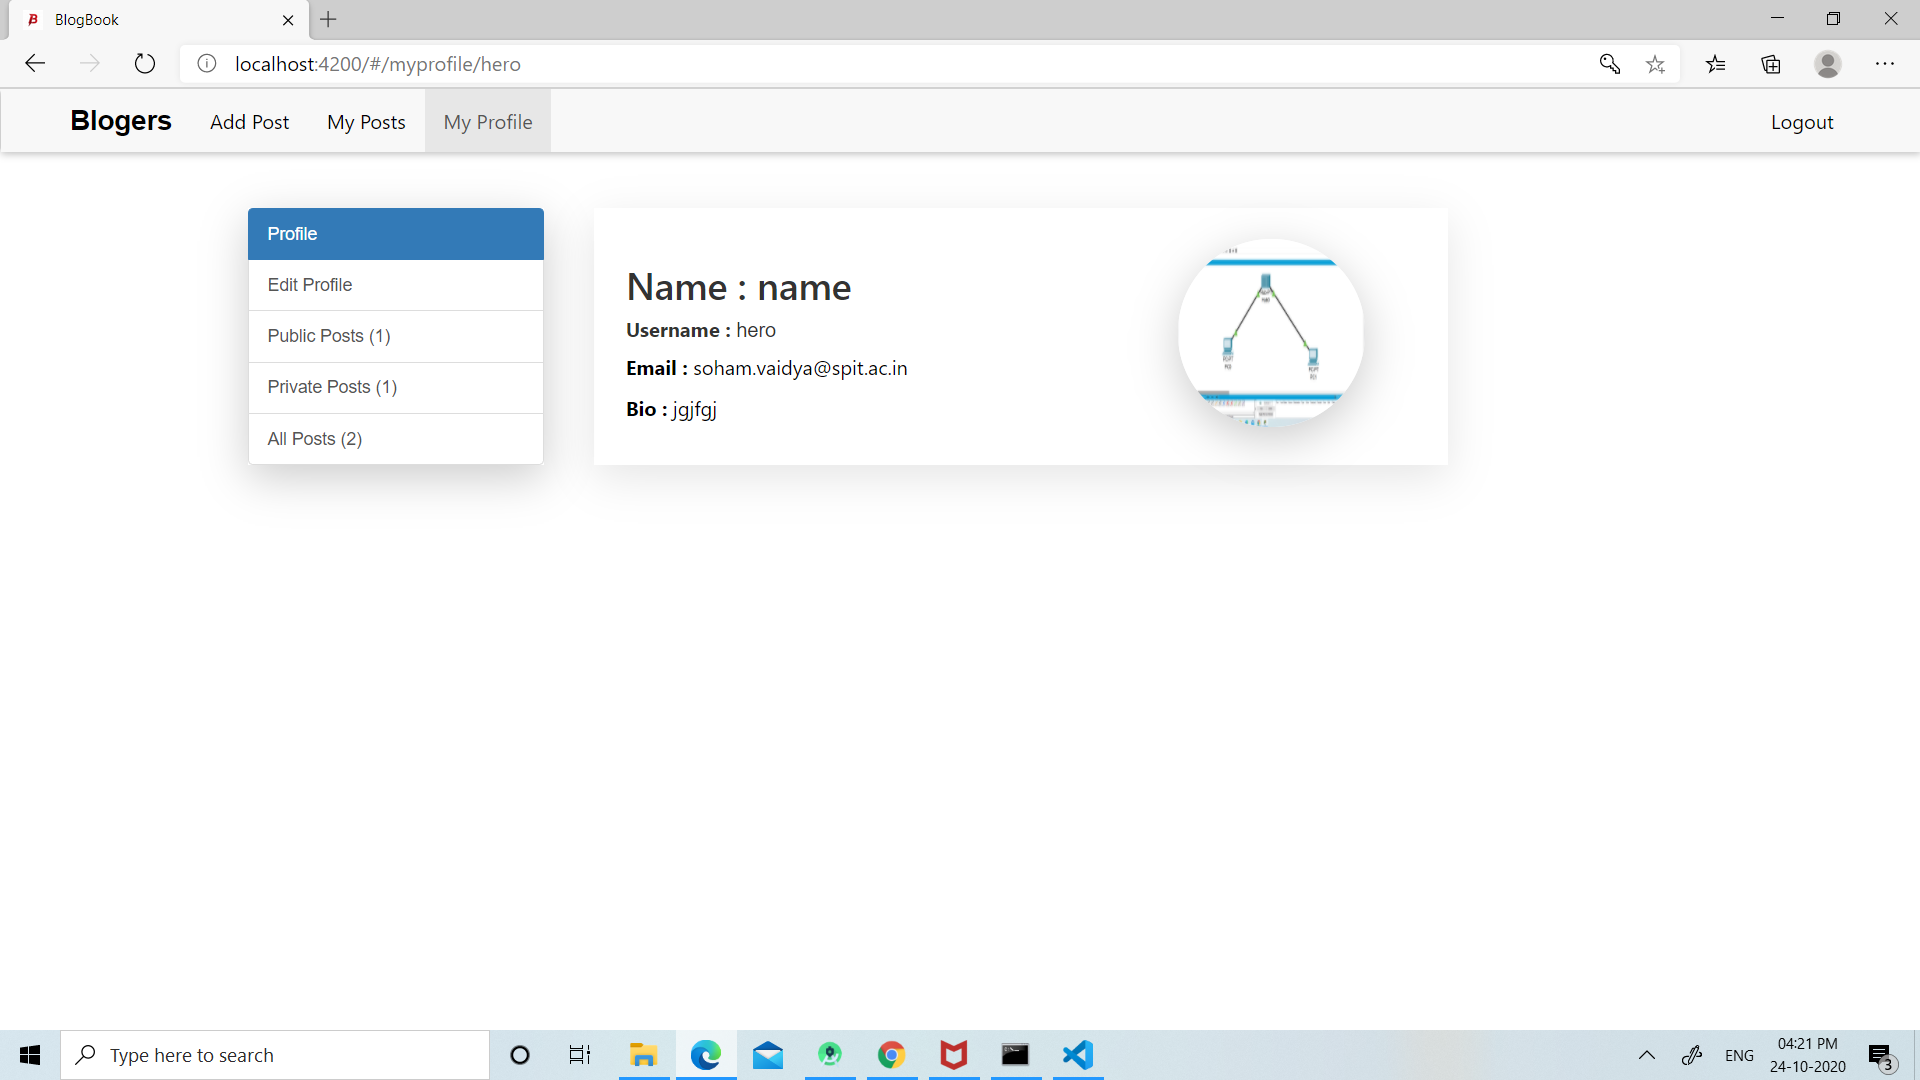 BlogBook
localhost:4200/#/myprofile/hero
Blogers
Add Post
My Posts
My Profile
Logout
Profile
Edit Profile
Public Posts (1)
Private Posts (1)
All Posts (2)
Name : name
Username : hero
Email : soham.vaidya@spit.ac.in
Bio : jgjfgj
Type here to search
ENG
04:21 PM
24-10-2020
3